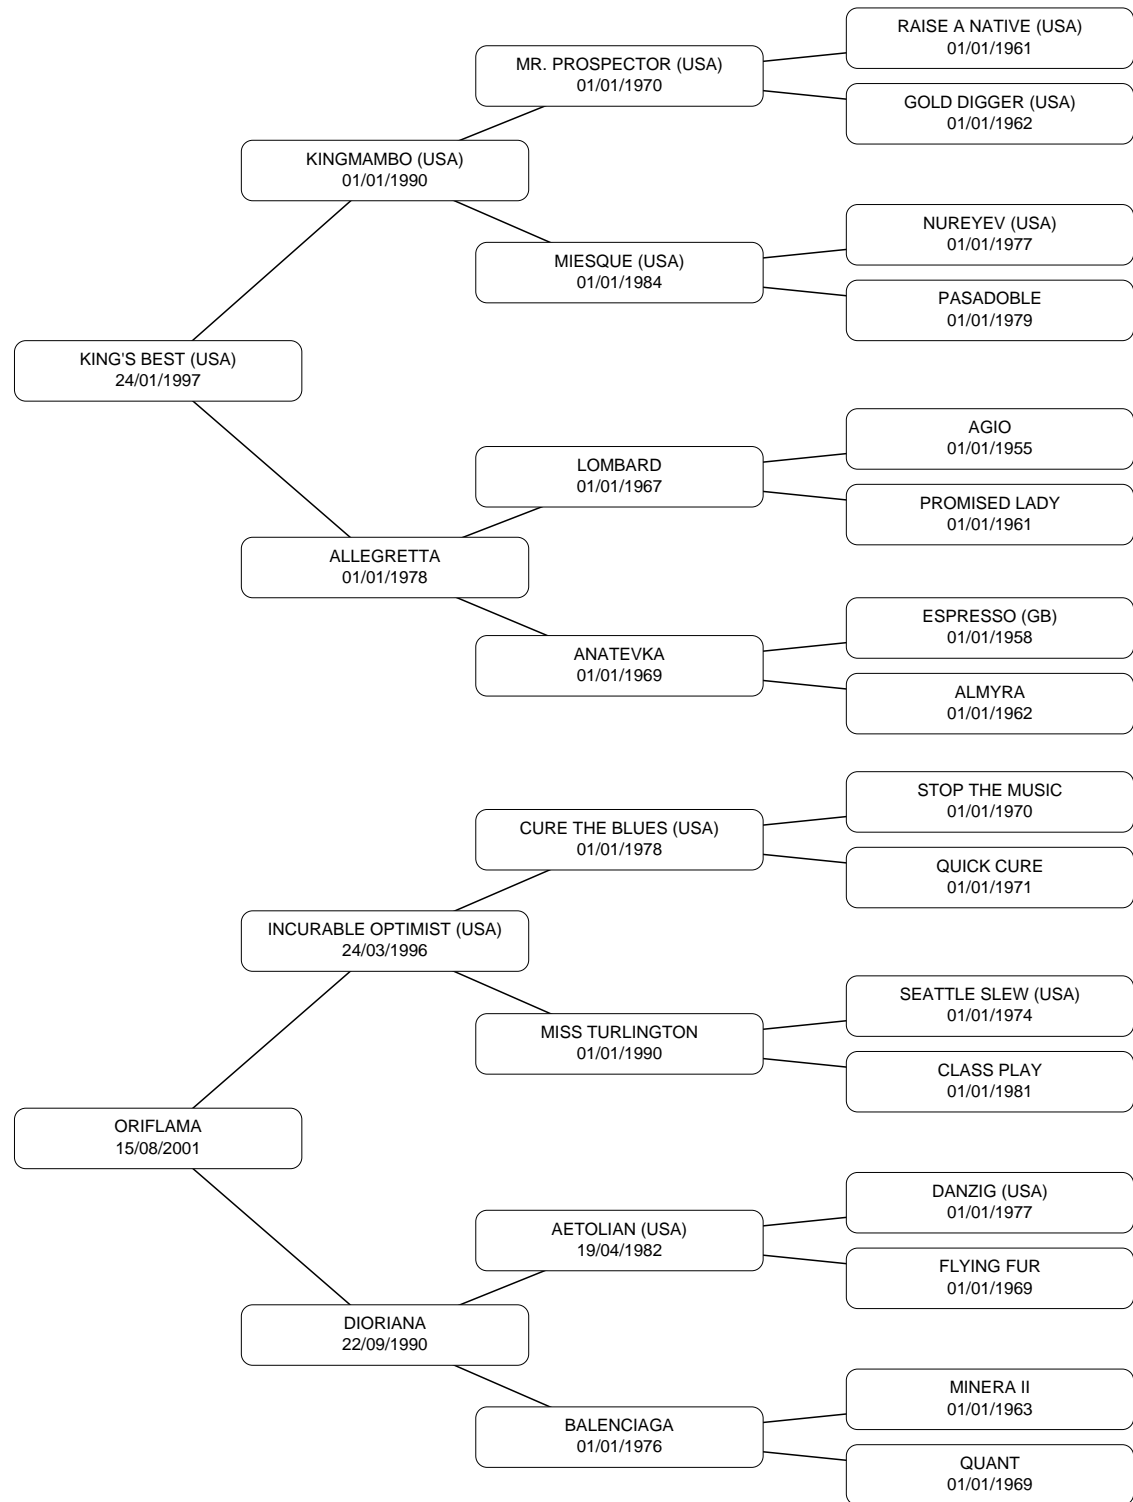 RAISE A NATIVE (USA)
01/01/1961
MR. PROSPECTOR (USA)
01/01/1970
GOLD DIGGER (USA)
01/01/1962
KINGMAMBO (USA)
01/01/1990
NUREYEV (USA)
01/01/1977
MIESQUE (USA)
01/01/1984
PASADOBLE
01/01/1979
KING'S BEST (USA)
24/01/1997
AGIO
01/01/1955
LOMBARD
01/01/1967
PROMISED LADY
01/01/1961
ALLEGRETTA
01/01/1978
ESPRESSO (GB)
01/01/1958
ANATEVKA
01/01/1969
ALMYRA
01/01/1962
STOP THE MUSIC
01/01/1970
CURE THE BLUES (USA)
01/01/1978
QUICK CURE
01/01/1971
INCURABLE OPTIMIST (USA)
24/03/1996
SEATTLE SLEW (USA)
01/01/1974
MISS TURLINGTON
01/01/1990
CLASS PLAY
01/01/1981
ORIFLAMA
15/08/2001
DANZIG (USA)
01/01/1977
AETOLIAN (USA)
19/04/1982
FLYING FUR
01/01/1969
DIORIANA
22/09/1990
MINERA II
01/01/1963
BALENCIAGA
01/01/1976
QUANT
01/01/1969